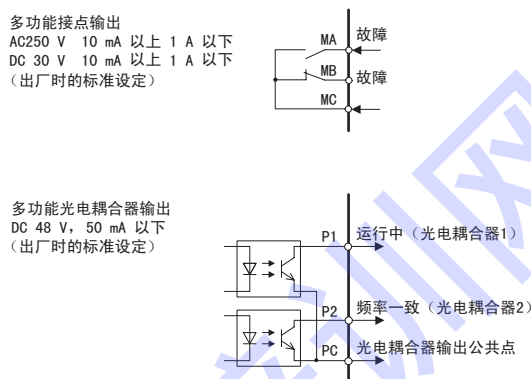 多功能接点输出
AC250 V 10 mA 以上 1 A 以下
DC 30 V 10 mA 以上 1 A 以下
（出厂时的标准设定）
MA 故障
MB 故障
MC
多功能光电耦合器输出
DC 48 V，50 mA 以下
（出厂时的标准设定）
P1 运行中（光电耦合器1）
P2 频率一致（光电耦合器2）
PC 光电耦合器输出公共点
培训网